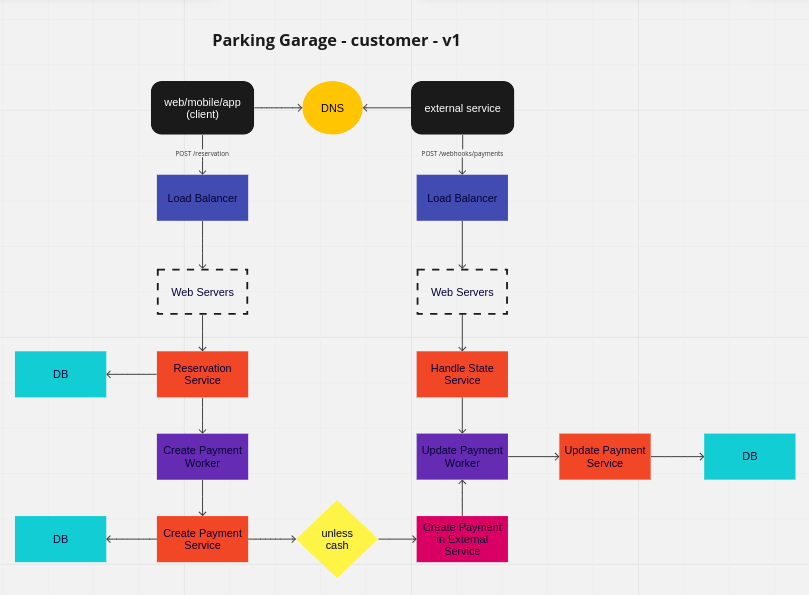 Parking Garage - customer - v1
web/mobile/app
(client)
DNS
external service
POST /reservation
POST /webhooks/payments
Load Balancer
Load Balancer
Web Servers
Web Servers
DB
Reservation
Service
Handle State
Service
Create Payment
Worker
Update Payment
Worker
Update Payment
Service
DB
DB
Create Payment
Service
unless
cash
Create Payment
in External
Service